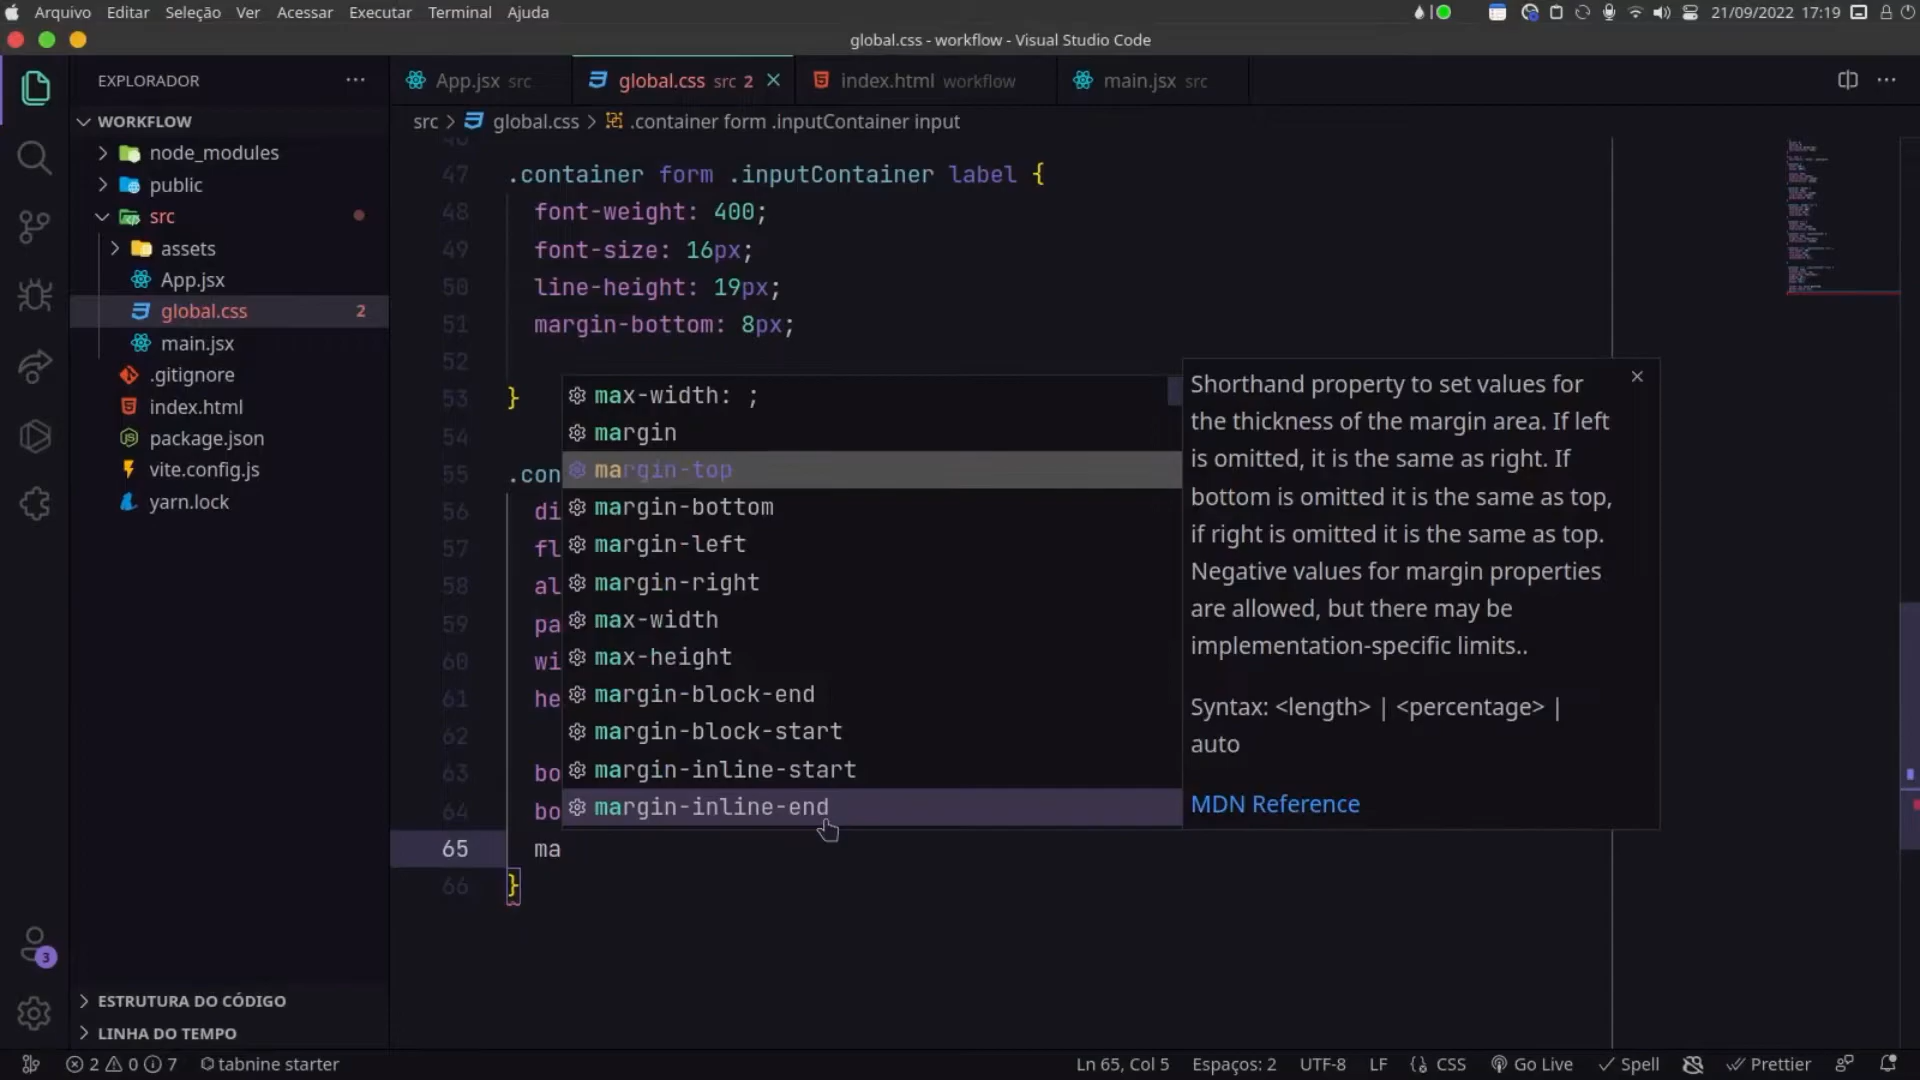 Arquivo Editar Seleção Ver Acessar Executar Terminal Ajuda
21/09/2022 17:19
global.css - workflow - Visual Studio Code
EXPLORADOR
WORKFLOW
node_modules
public
src
assets
App.jsx
global.css 2
main.jsx
.gitignore
index.html
package.json
vite.config.js
yarn.lock
ESTRUTURA DO CÓDIGO
LINHA DO TEMPO
3
App.jsx src
global.css src 2
index.html workflow
main.jsx src
src > global.css > .container form .inputContainer input
47 .container form .inputContainer label {
48 font-weight: 400;
49 font-size: 16px;
50 line-height: 19px;
51 margin-bottom: 8px;
52
53 }
54
55 .con
56 di
57 fl
58 al
59 pa
60 wi
61 he
62
63 bo
64 bo
65 ma
66 }
max-width: ;
margin
margin-top
margin-bottom
margin-left
margin-right
max-width
max-height
margin-block-end
margin-block-start
margin-inline-start
margin-inline-end
Shorthand property to set values for
the thickness of the margin area. If left
is omitted, it is the same as right. If
bottom is omitted it is the same as top,
if right is omitted it is the same as top.
Negative values for margin properties
are allowed, but there may be
implementation-specific limits..
Syntax: <length> | <percentage> |
auto
MDN Reference
2 0 7 tabnine starter
Ln 65, Col 5 Espaços: 2 UTF-8 LF CSS Go Live Spell Prettier